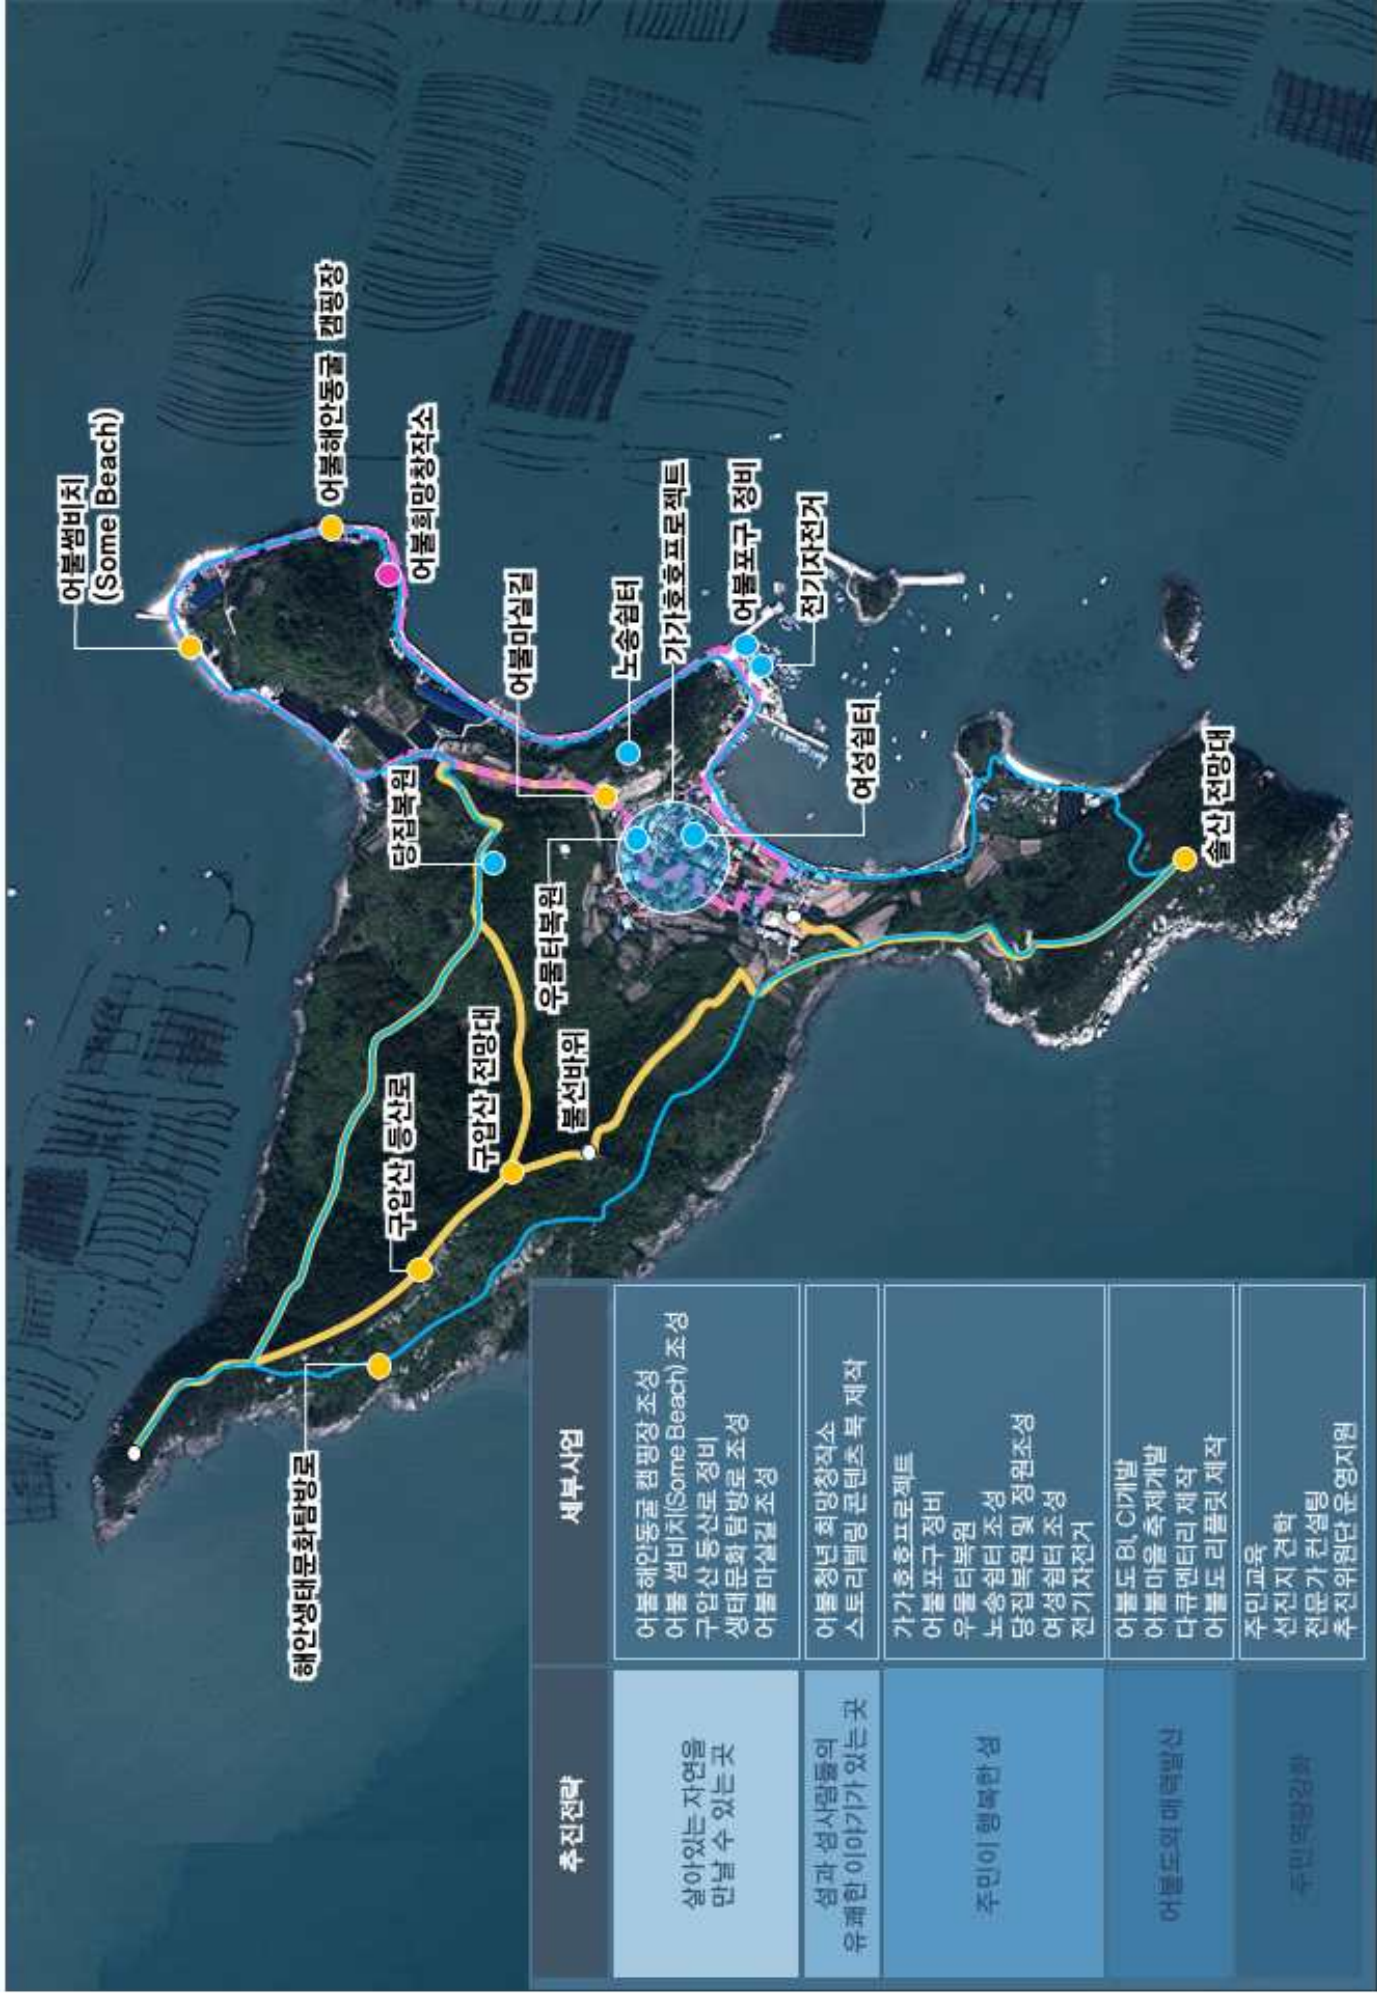 어불썸비치
(Some Beach)
어불해안동굴 캠핑장
어불희망창작소
어불마실길
노송쉼터
가가호호프로젝트
어불포구 정비
전기자전거
당집복원
우물터복원
여성쉼터
구압산 등산로
구압산 전망대
불선바위
솔산 전망대
해안생태문화탐방로
추진전략
세부사업
살아있는 자연을
만날 수 있는 곳
어불해안동굴 캠핑장 조성
어불 썸비치(Some Beach) 조성
구압산 등산로 정비
생태문화 탐방로 조성
어불마실길 조성
섬과 섬사람들의
유쾌한 이야기가 있는 곳
어불청년 희망창작소
스토리텔링 콘텐츠 북 제작
주민이 행복한 섬
가가호호프로젝트
어불포구 정비
우물터복원
노송쉼터 조성
당집복원 및 정원조성
여성쉼터 조성
전기자전거
어불도의 매력발산
어불도 BI, CI개발
어불마을 축제개발
다큐멘터리 제작
어불도 리플릿 제작
주민역량강화
주민교육
선진지 견학
전문가 컨설팅
추진위원단 운영지원